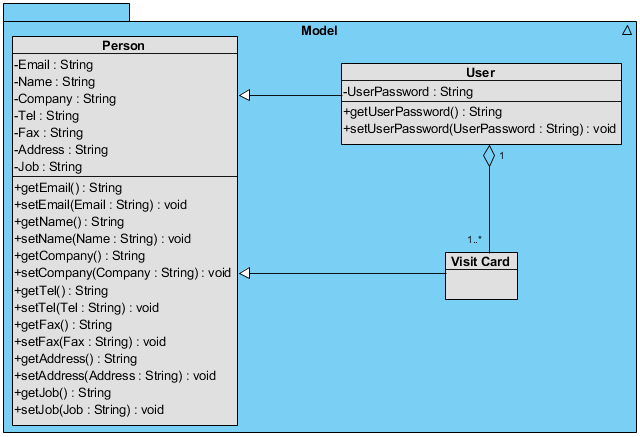 Model
Person
-Email : String
-Name : String
-Company : String
-Tel : String
-Fax : String
-Address : String
-Job : String
+getEmail() : String
+setEmail(Email : String) : void
+getName() : String
+setName(Name : String) : void
+getCompany() : String
+setCompany(Company : String) : void
+getTel() : String
+setTel(Tel : String) : void
+getFax() : String
+setFax(Fax : String) : void
+getAddress() : String
+setAddress(Address : String) : void
+getJob() : String
+setJob(Job : String) : void
User
-UserPassword : String
+getUserPassword() : String
+setUserPassword(UserPassword : String) : void
1
1..*
Visit Card